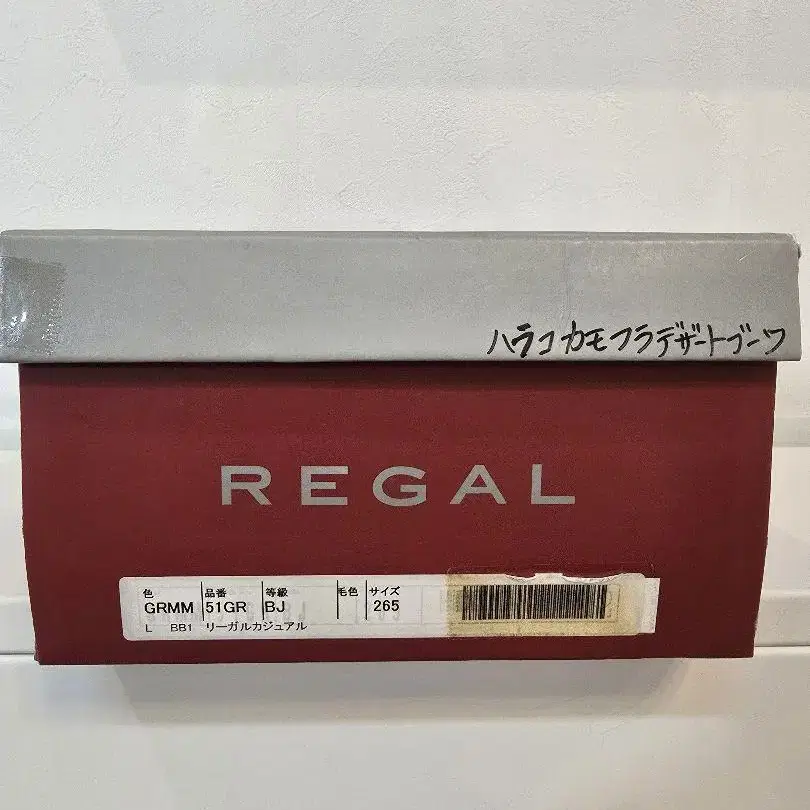 ハラコカモフラデザートブーツ
REGAL
色 品番 等級 毛色 サイズ
GRMM 51GR BJ 265
L BB1 リーガルカジュアル